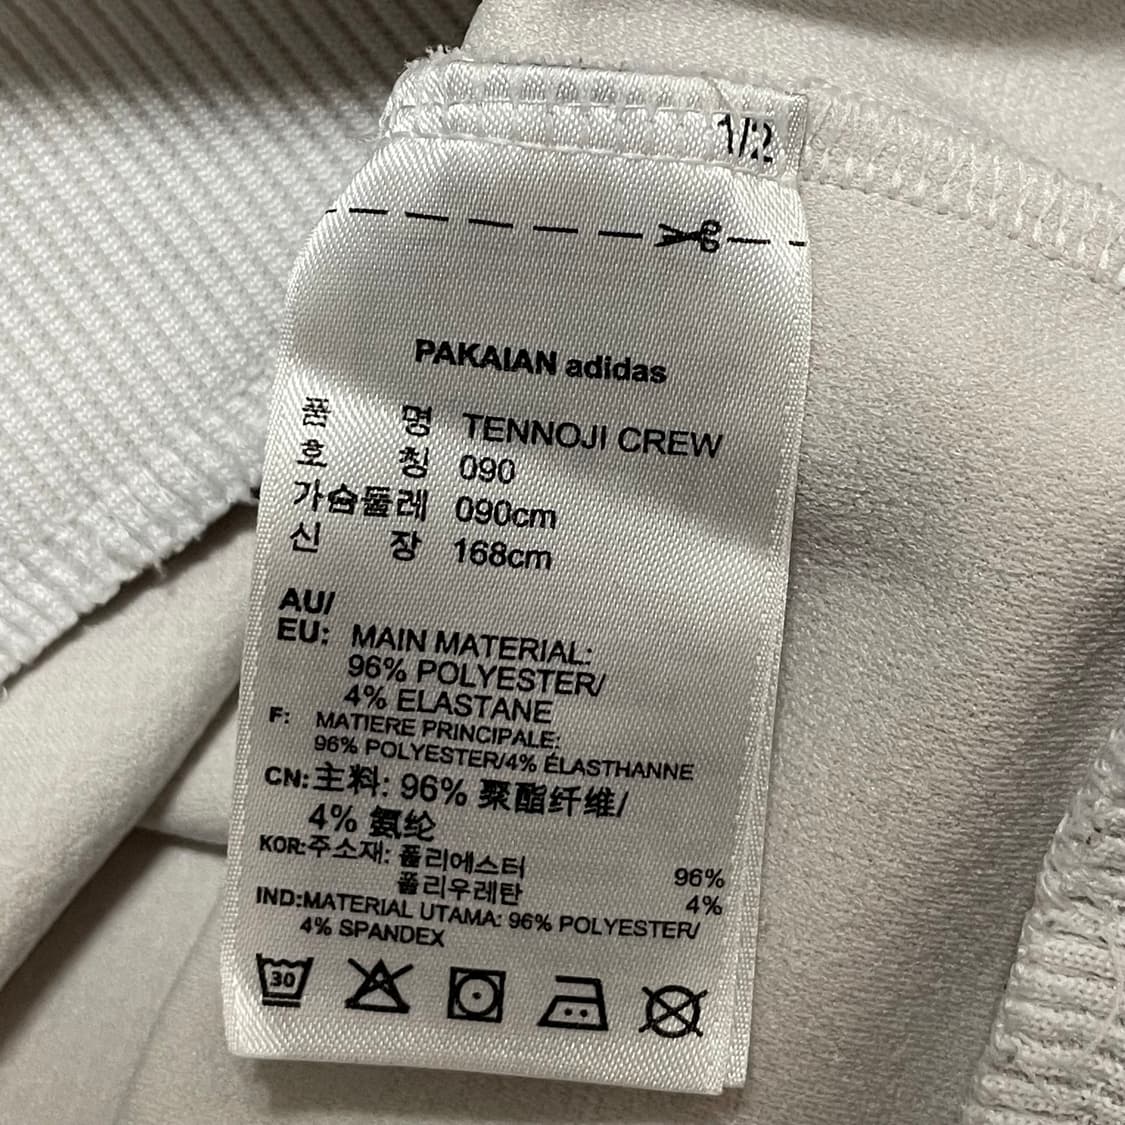 1/2
PAKAIAN adidas
품 명 TENNOJI CREW
호 칭 090
가슴둘레 090cm
신 장 168cm
AU/
EU: MAIN MATERIAL:
96% POLYESTER/
4% ELASTANE
F: MATIERE PRINCIPALE:
96% POLYESTER/4% ÉLASTHANNE
CN:主料: 96% 聚酯纤维/
4% 氨纶
KOR:주소재: 폴리에스터 96%
폴리우레탄 4%
IND:MATERIAL UTAMA: 96% POLYESTER/
4% SPANDEX
30